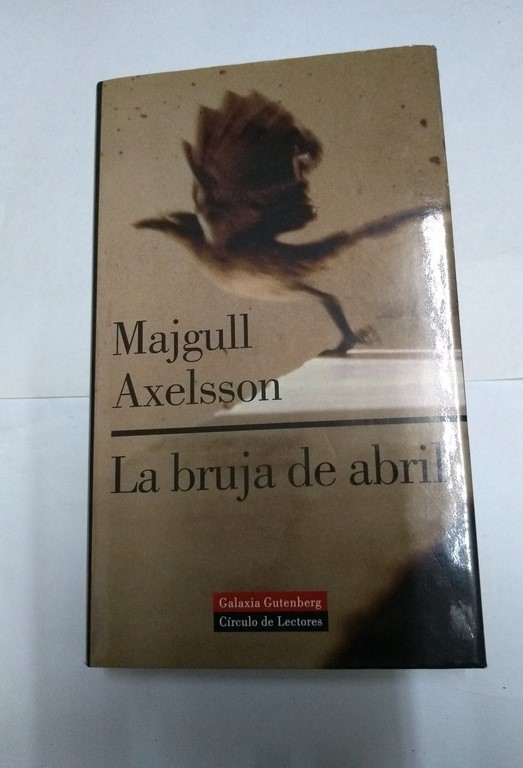 Majgull
Axelsson
La bruja de abril
Galaxia Gutenberg
Círculo de Lectores